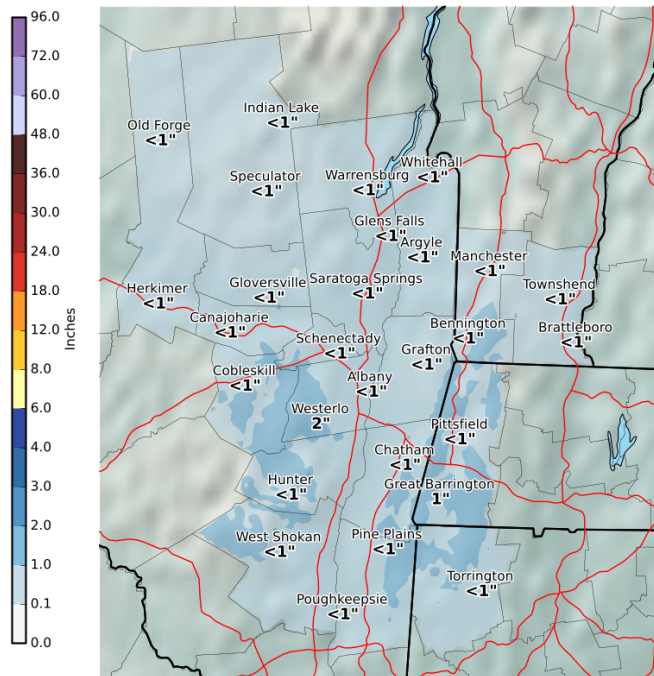 96.0
72.0
60.0
48.0
36.0
30.0
24.0
18.0
12.0
8.0
6.0
4.0
3.0
2.0
1.0
0.1
0.0
Inches
Indian Lake
<1"
Old Forge
<1"
Whitehall
<1"
Speculator
<1"
Warrensburg
<1"
Glens Falls
<1"
Argyle
<1"
Manchester
<1"
Saratoga Springs
<1"
Gloversville
<1"
Townshend
<1"
Herkimer
<1"
Canajoharie
<1"
Bennington
<1"
Brattleboro
<1"
Schenectady
<1"
Grafton
<1"
Cobleskill
<1"
Albany
<1"
Westerlo
2"
Pittsfield
<1"
Chatham
<1"
Hunter
<1"
Great Barrington
1"
West Shokan
<1"
Pine Plains
<1"
Torrington
<1"
Poughkeepsie
<1"